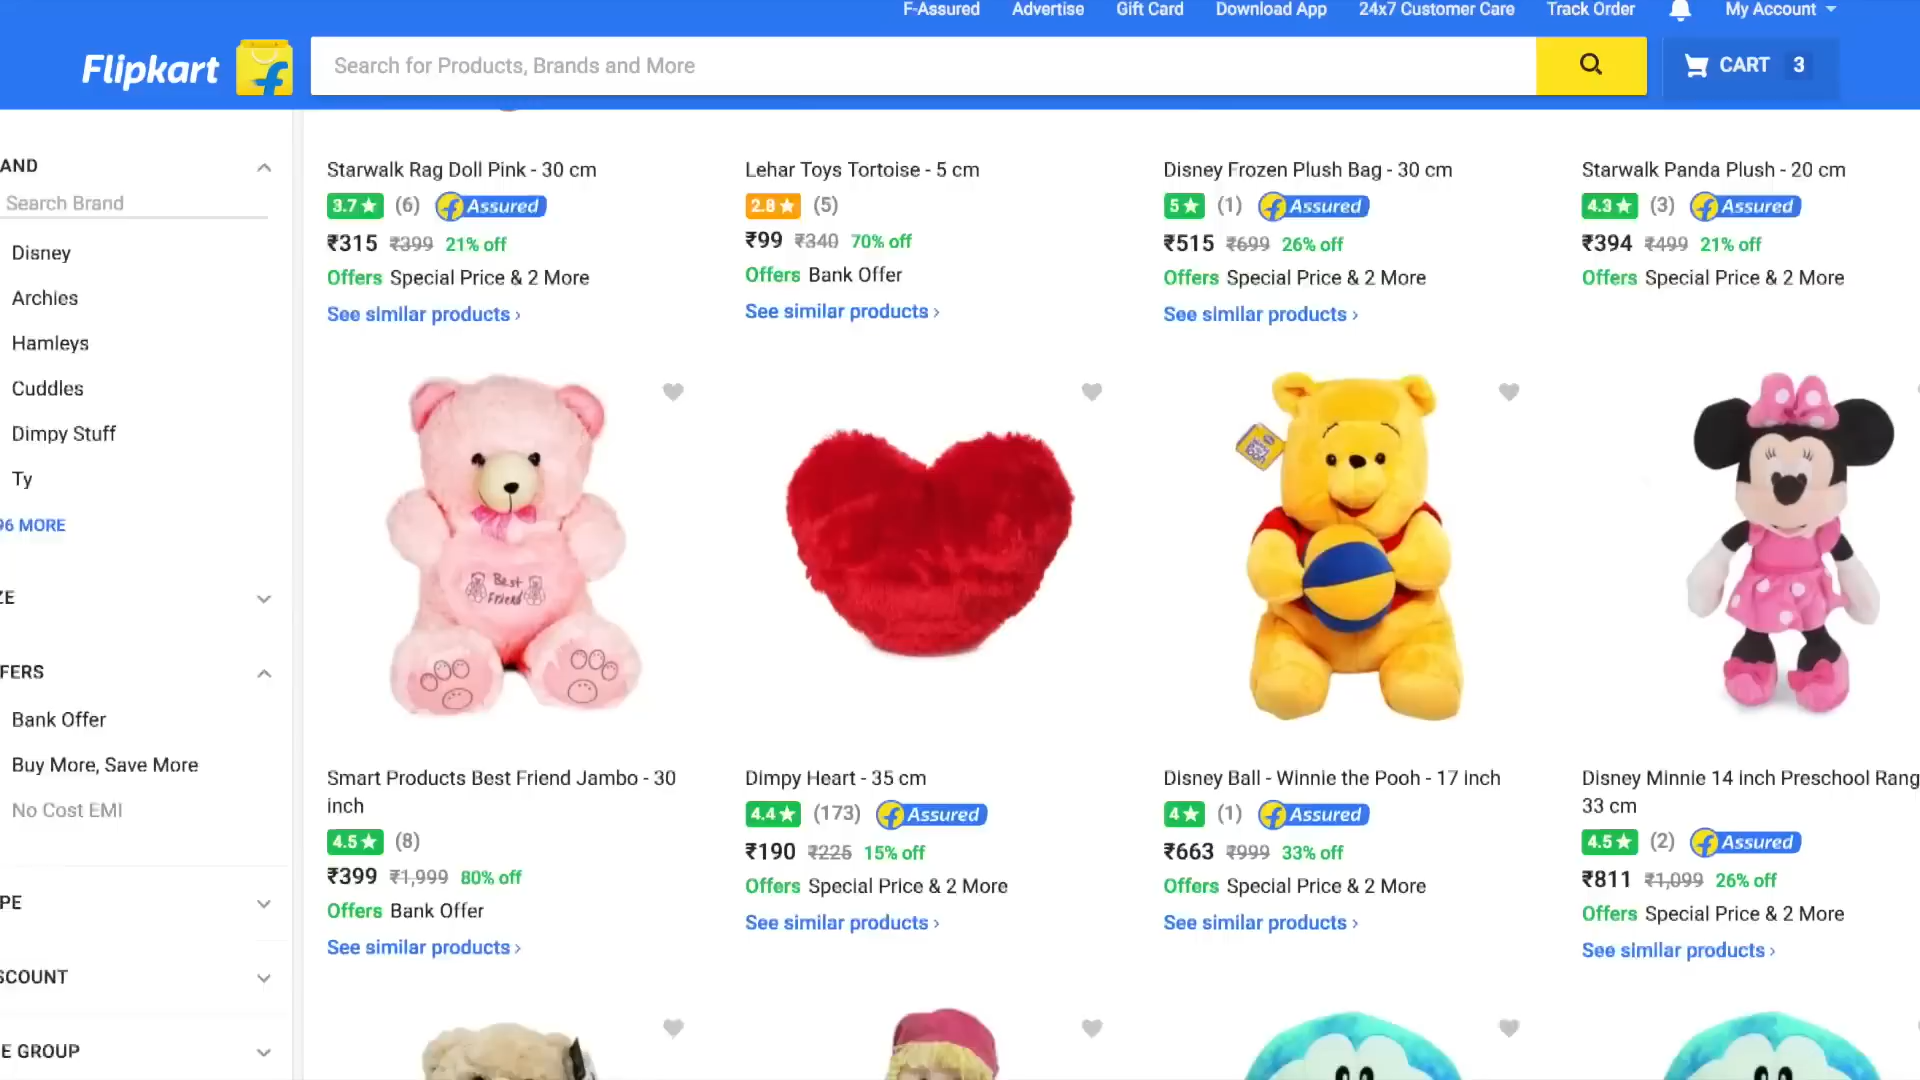 F-Assured Advertise Gift Card Download App 24x7 Customer Care Track Order My Account
Flipkart
Search for Products, Brands and More
CART 3
AND
Search Brand
Disney
Archies
Hamleys
Cuddles
Dimpy Stuff
Ty
96 MORE
ZE
FERS
Bank Offer
Buy More, Save More
No Cost EMI
PE
SCOUNT
E GROUP
Starwalk Rag Doll Pink - 30 cm
3.7★ (6) Assured
₹315 ₹399 21% off
Offers Special Price & 2 More
See similar products ›
Lehar Toys Tortoise - 5 cm
2.8★ (5)
₹99 ₹340 70% off
Offers Bank Offer
See similar products ›
Disney Frozen Plush Bag - 30 cm
5★ (1) Assured
₹515 ₹699 26% off
Offers Special Price & 2 More
See similar products ›
Starwalk Panda Plush - 20 cm
4.3★ (3) Assured
₹394 ₹499 21% off
Offers Special Price & 2 More
Best
Friend
Smart Products Best Friend Jambo - 30
inch
4.5★ (8)
₹399 ₹1,999 80% off
Offers Bank Offer
See similar products ›
Dimpy Heart - 35 cm
4.4★ (173) Assured
₹190 ₹225 15% off
Offers Special Price & 2 More
See similar products ›
Disney Ball - Winnie the Pooh - 17 inch
4★ (1) Assured
₹663 ₹999 33% off
Offers Special Price & 2 More
See similar products ›
Disney Minnie 14 inch Preschool Rang
33 cm
4.5★ (2) Assured
₹811 ₹1,099 26% off
Offers Special Price & 2 More
See similar products ›